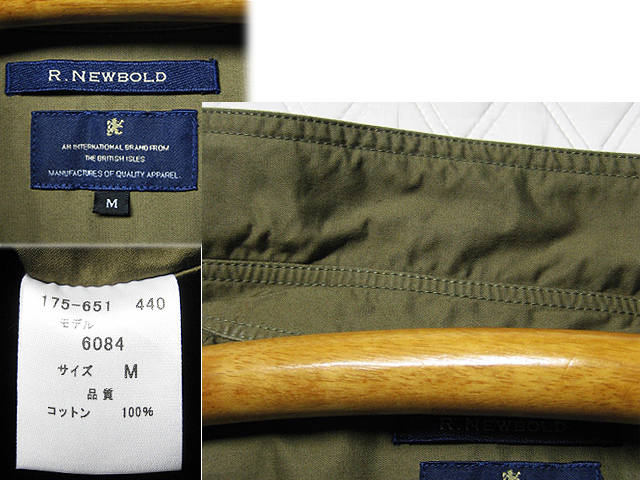 R. NEWBOLD
AN INTERNATIONAL BRAND FROM
THE BRITISH ISLES
MANUFACTURES OF QUALITY APPAREL.
M
175-651 440
モデル
6084
サイズ M
品質
コットン 100%
R. NEWBOLD